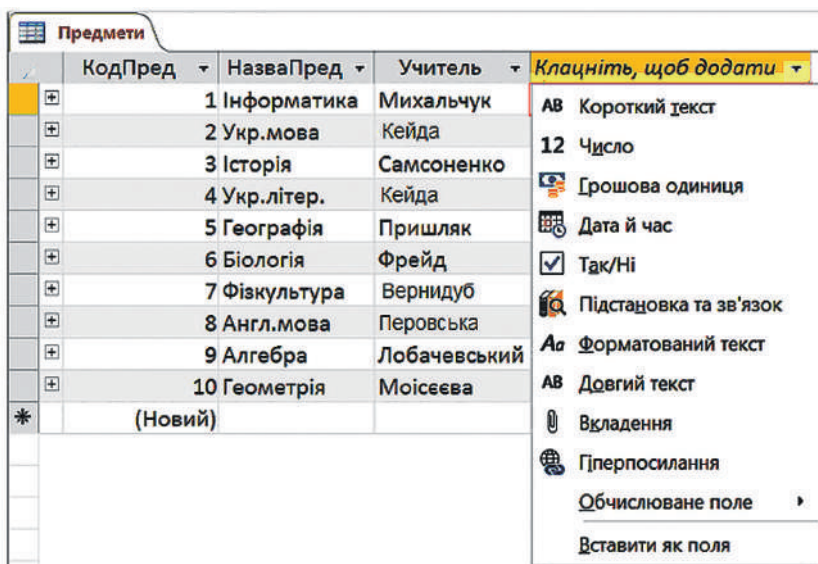 Предмети
КодПред НазваПред Учитель Клацніть, щоб додати
1 Інформатика Михальчук
2 Укр.мова Кейда
3 Історія Самсоненко
4 Укр.літер. Кейда
5 Географія Пришляк
6 Біологія Фрейд
7 Фізкультура Вернидуб
8 Англ.мова Перовська
9 Алгебра Лобачевський
10 Геометрія Моісєєва
(Новий)
AB Короткий текст
12 Число
Грошова одиниця
Дата й час
Так/Ні
Підстановка та зв'язок
Aa Форматований текст
AB Довгий текст
Вкладення
Гіперпосилання
Обчислюване поле
Вставити як поля